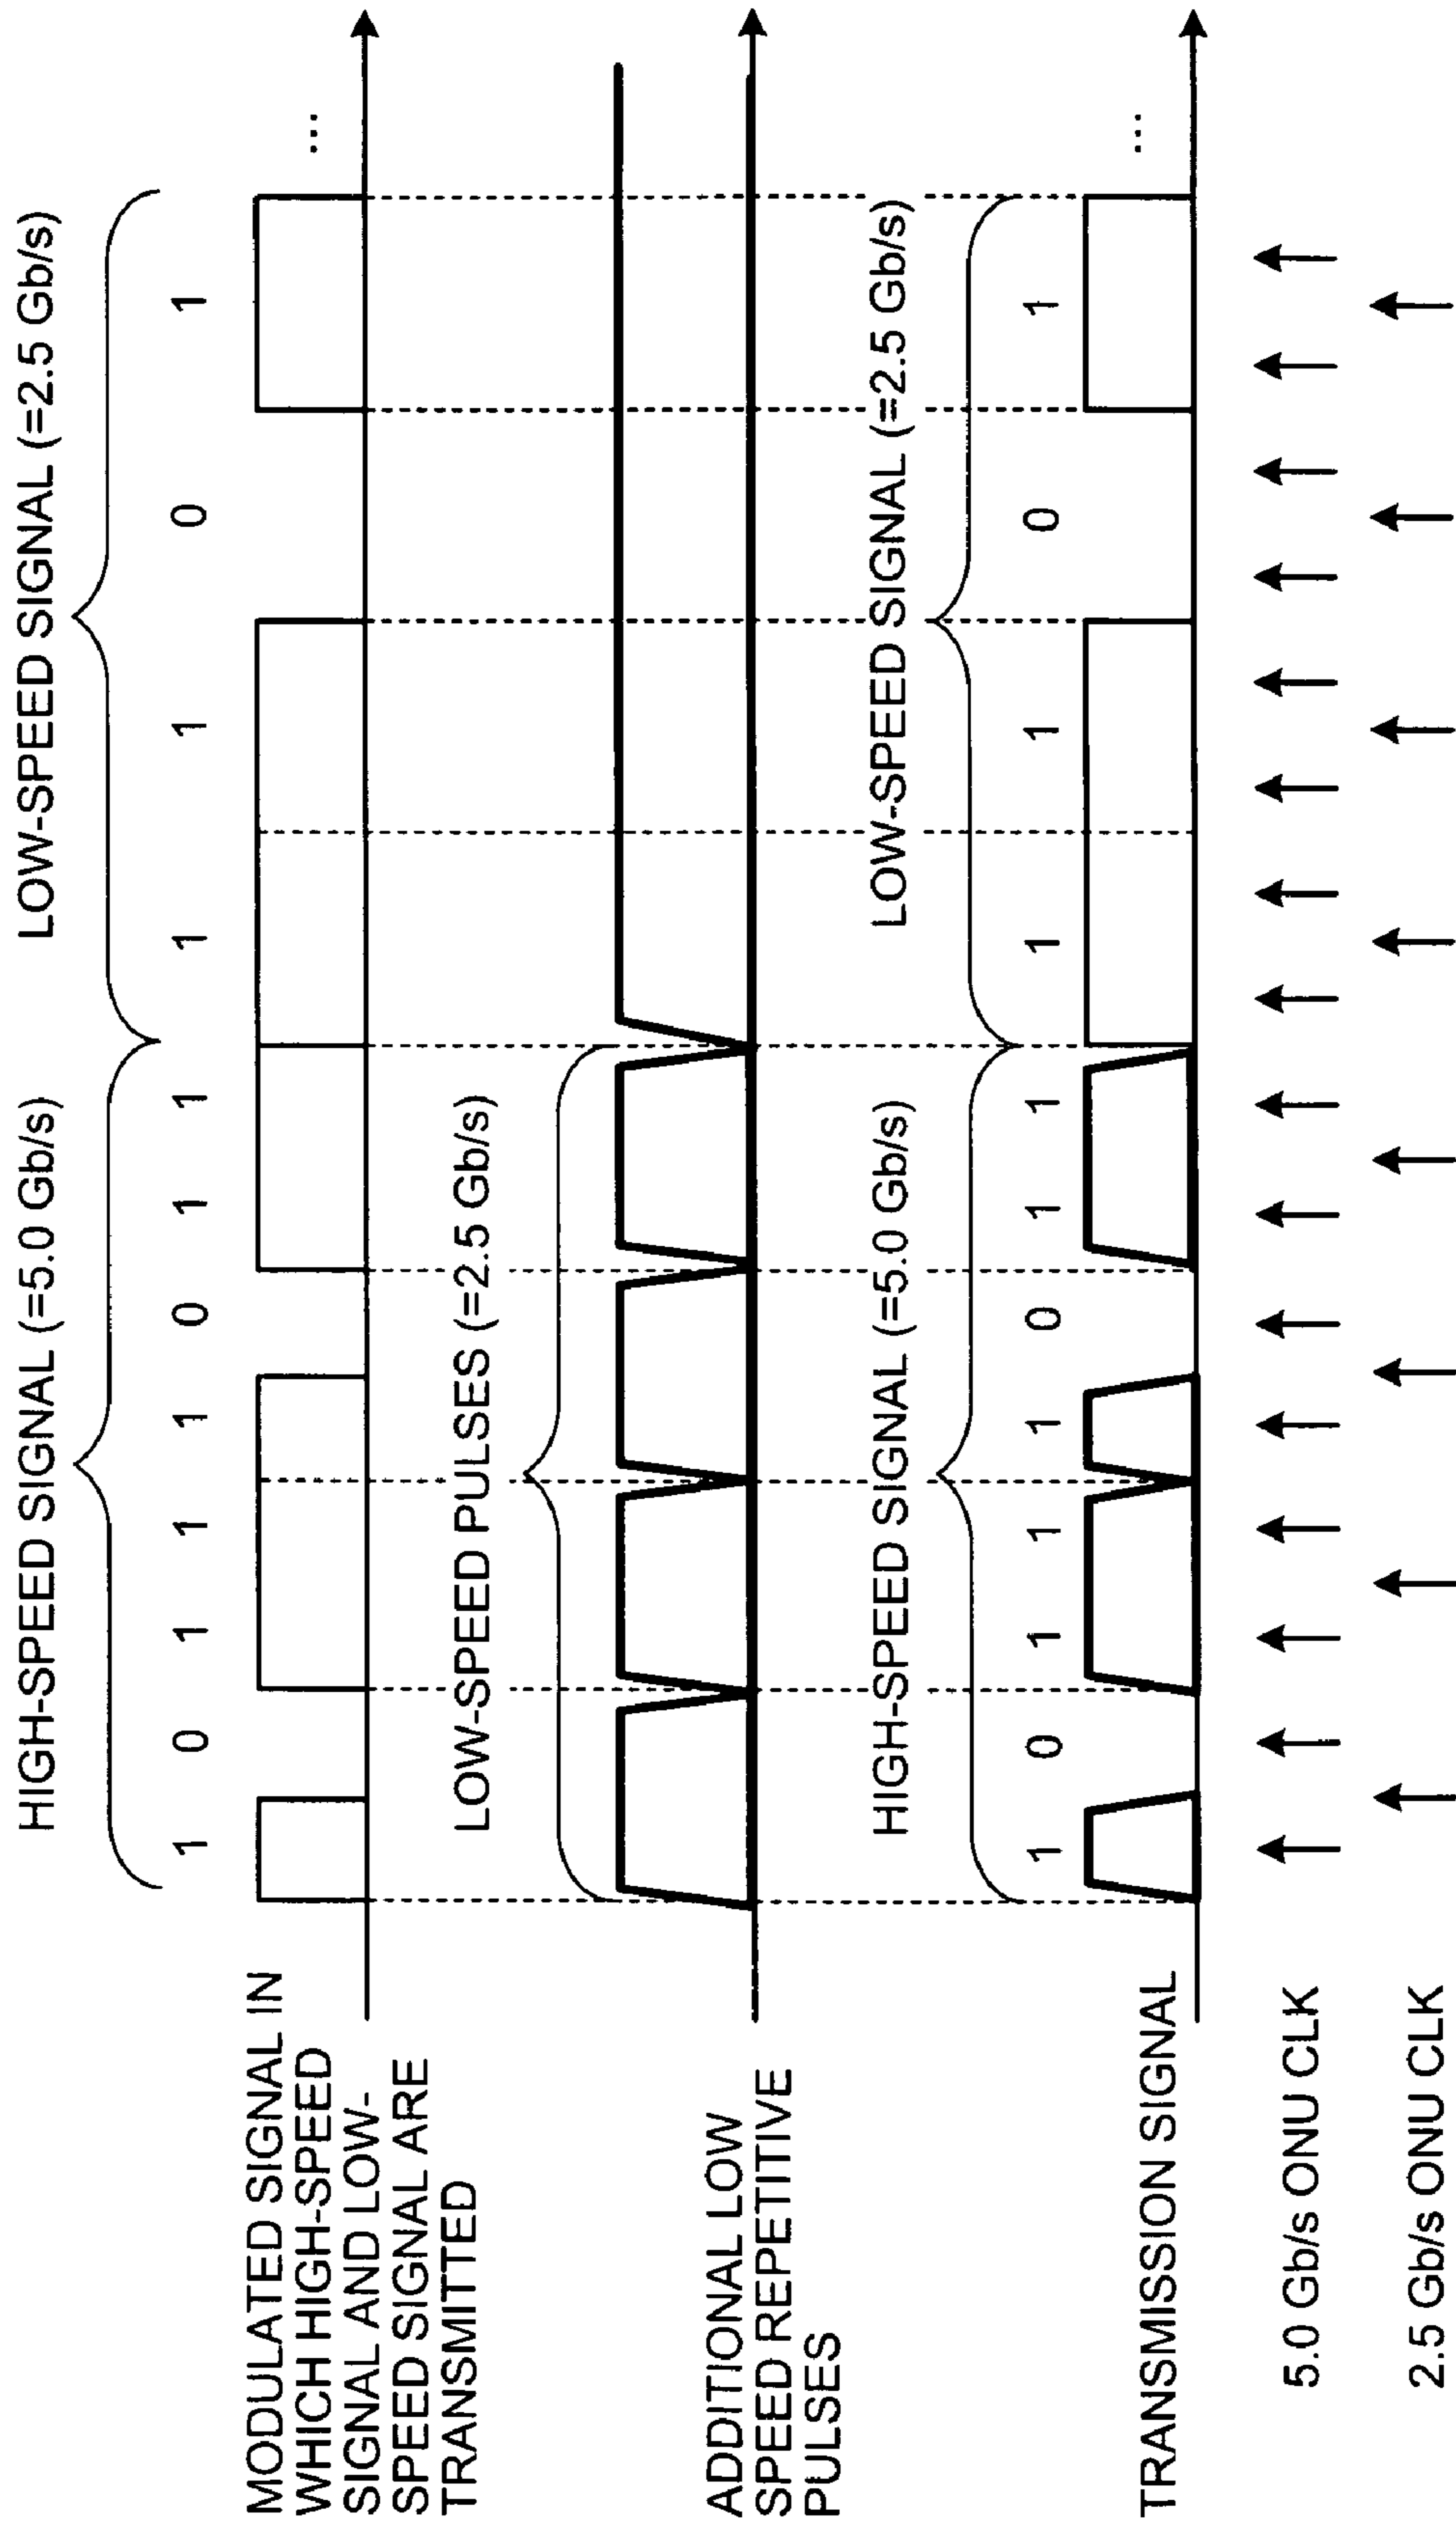 HIGH-SPEED SIGNAL (=5.0 Gb/s) LOW-SPEED SIGNAL (=2.5 Gb/s)
1 0 1 1 1 0 1 1 1 1 0 1
MODULATED SIGNAL IN
WHICH HIGH-SPEED
SIGNAL AND LOW-
SPEED SIGNAL ARE
TRANSMITTED
...
LOW-SPEED PULSES (=2.5 Gb/s)
ADDITIONAL LOW
SPEED REPETITIVE
PULSES
HIGH-SPEED SIGNAL (=5.0 Gb/s) LOW-SPEED SIGNAL (=2.5 Gb/s)
1 0 1 1 1 0 1 1 1 1 0 1
TRANSMISSION SIGNAL
...
5.0 Gb/s ONU CLK
2.5 Gb/s ONU CLK